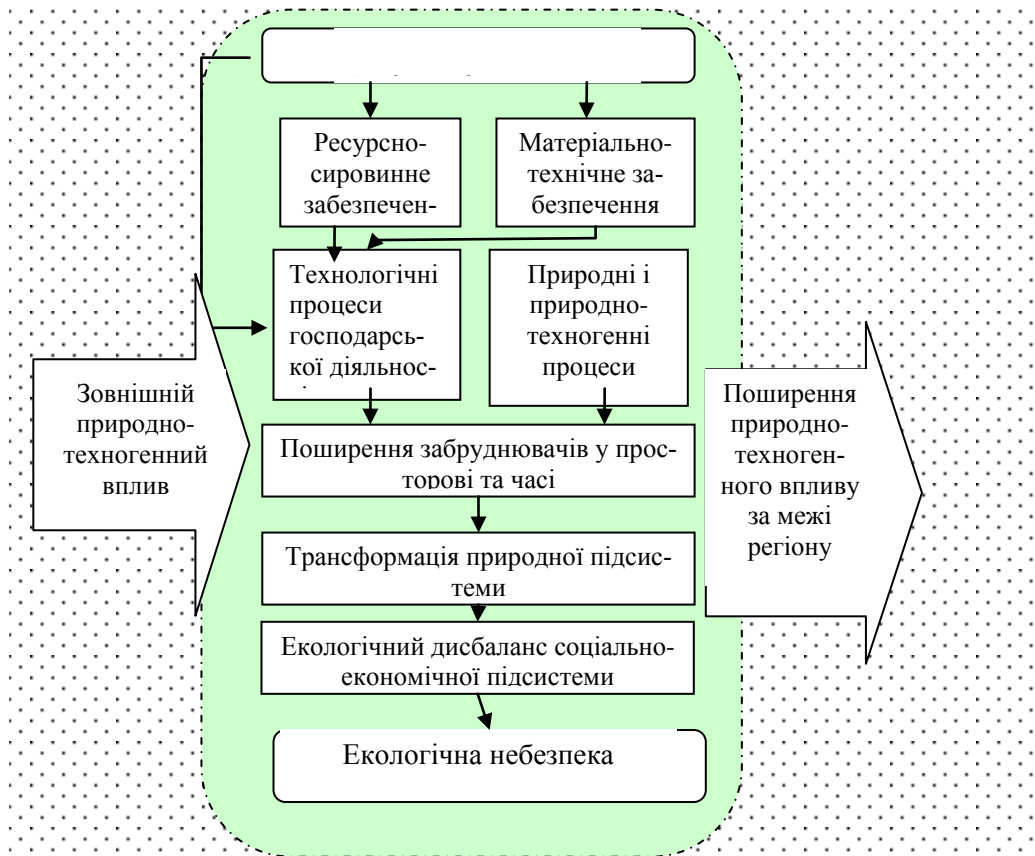 Ресурсно-
сировинне
забезпечен-
Матеріально-
технічне за-
безпечення
Технологічні
процеси
господарсь-
кої діяльнос-
Природні і
природно-
техногенні
процеси
Зовнішній
природно-
техногенний
вплив
Поширення забруднювачів у прос-
торові та часі
Поширення
природно-
техноген-
ного впливу
за межі
регіону
Трансформація природної підсис-
теми
Екологічний дисбаланс соціально-
економічної підсистеми
Екологічна небезпека